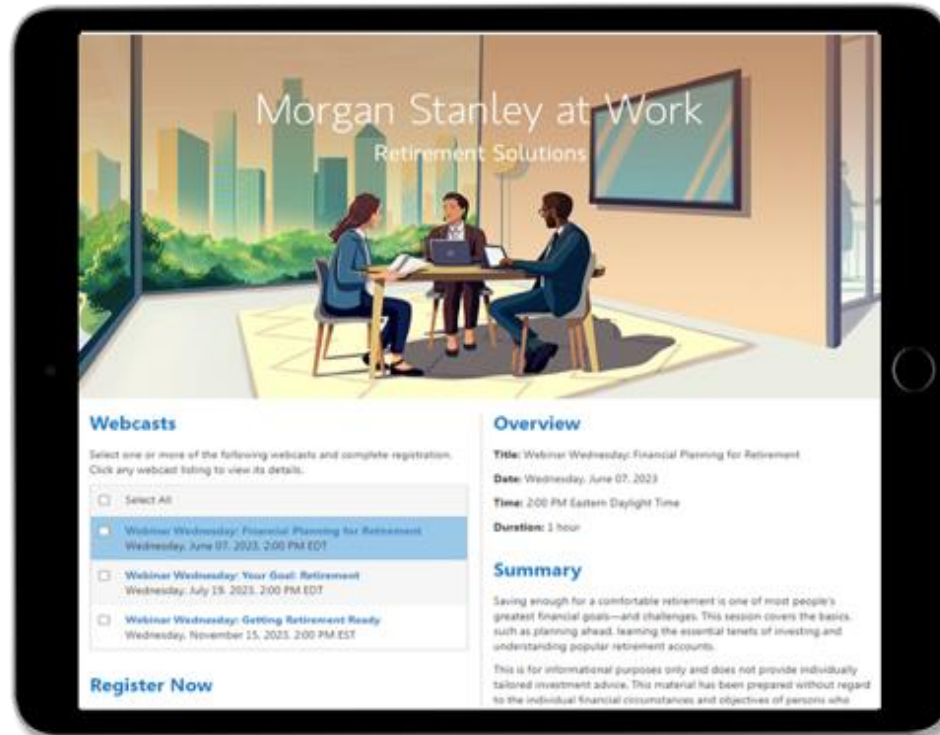 Morgan Stanley at Work
Retirement Solutions
Webcasts
Select one or more of the following webcasts and complete registration.
Click any webcast listing to view its details.
Select All
Webinar Wednesday: Financial Planning for Retirement
Wednesday, June 07, 2023, 2:00 PM EDT
Webinar Wednesday: Your Goal: Retirement
Wednesday, July 19, 2023, 2:00 PM EDT
Webinar Wednesday: Getting Retirement Ready
Wednesday, November 15, 2023, 2:00 PM EST
Register Now
Overview
Title: Webinar Wednesday: Financial Planning for Retirement
Date: Wednesday, June 07, 2023
Time: 2:00 PM Eastern Daylight Time
Duration: 1 hour
Summary
Saving enough for a comfortable retirement is one of most people's
greatest financial goals—and challenges. This session covers the basics,
such as planning ahead, learning the essential tenets of investing and
understanding popular retirement accounts.
This is for informational purposes only and does not provide individually
tailored investment advice. This material has been prepared without regard
to the individual financial circumstances and objectives of persons who